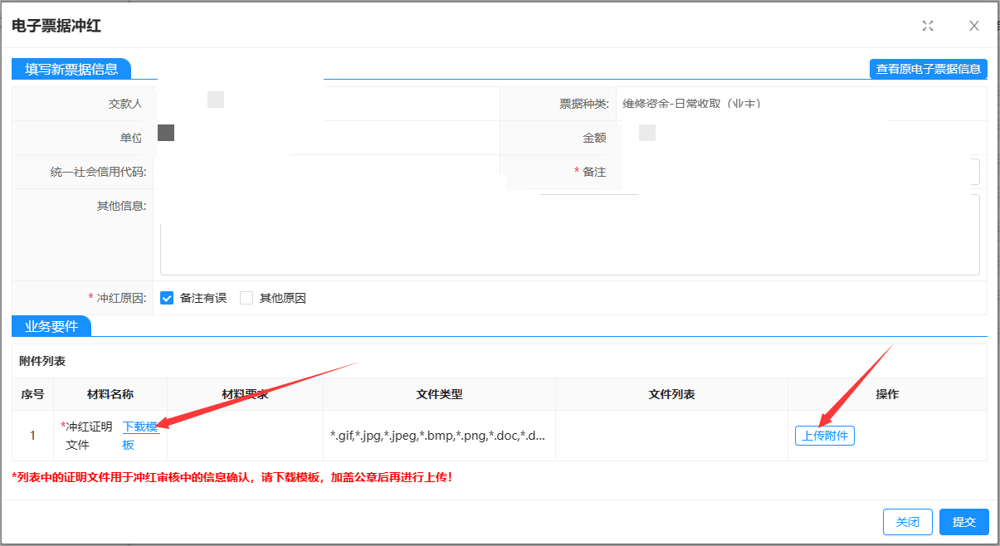 电子票据冲红
填写新票据信息
查看原电子票据信息
交款人
票据种类: 维修资金-日常收取（业主）
单位
金额
统一社会信用代码:
* 备注
其他信息:
* 冲红原因: 备注有误 其他原因
业务要件
附件列表
序号 材料名称 材料要求 文件类型 文件列表 操作
1 *冲红证明文件 下载模板 *.gif,*.jpg,*.jpeg,*.bmp,*.png,*.doc,*.d... 上传附件
*列表中的证明文件用于冲红审核中的信息确认，请下载模板，加盖公章后再进行上传！
关闭 提交